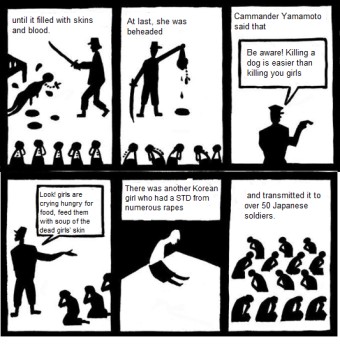 until it filled with skins
and blood.
At last, she was
beheaded
Cammander Yamamoto
said that
Be aware! Killing a
dog is easier than
killing you girls
Look! girls are
crying hungry for
food, feed them
with soup of the
dead girls' skin
There was another Korean
girl who had a STD from
numerous rapes
and transmitted it to
over 50 Japanese
soldiers.